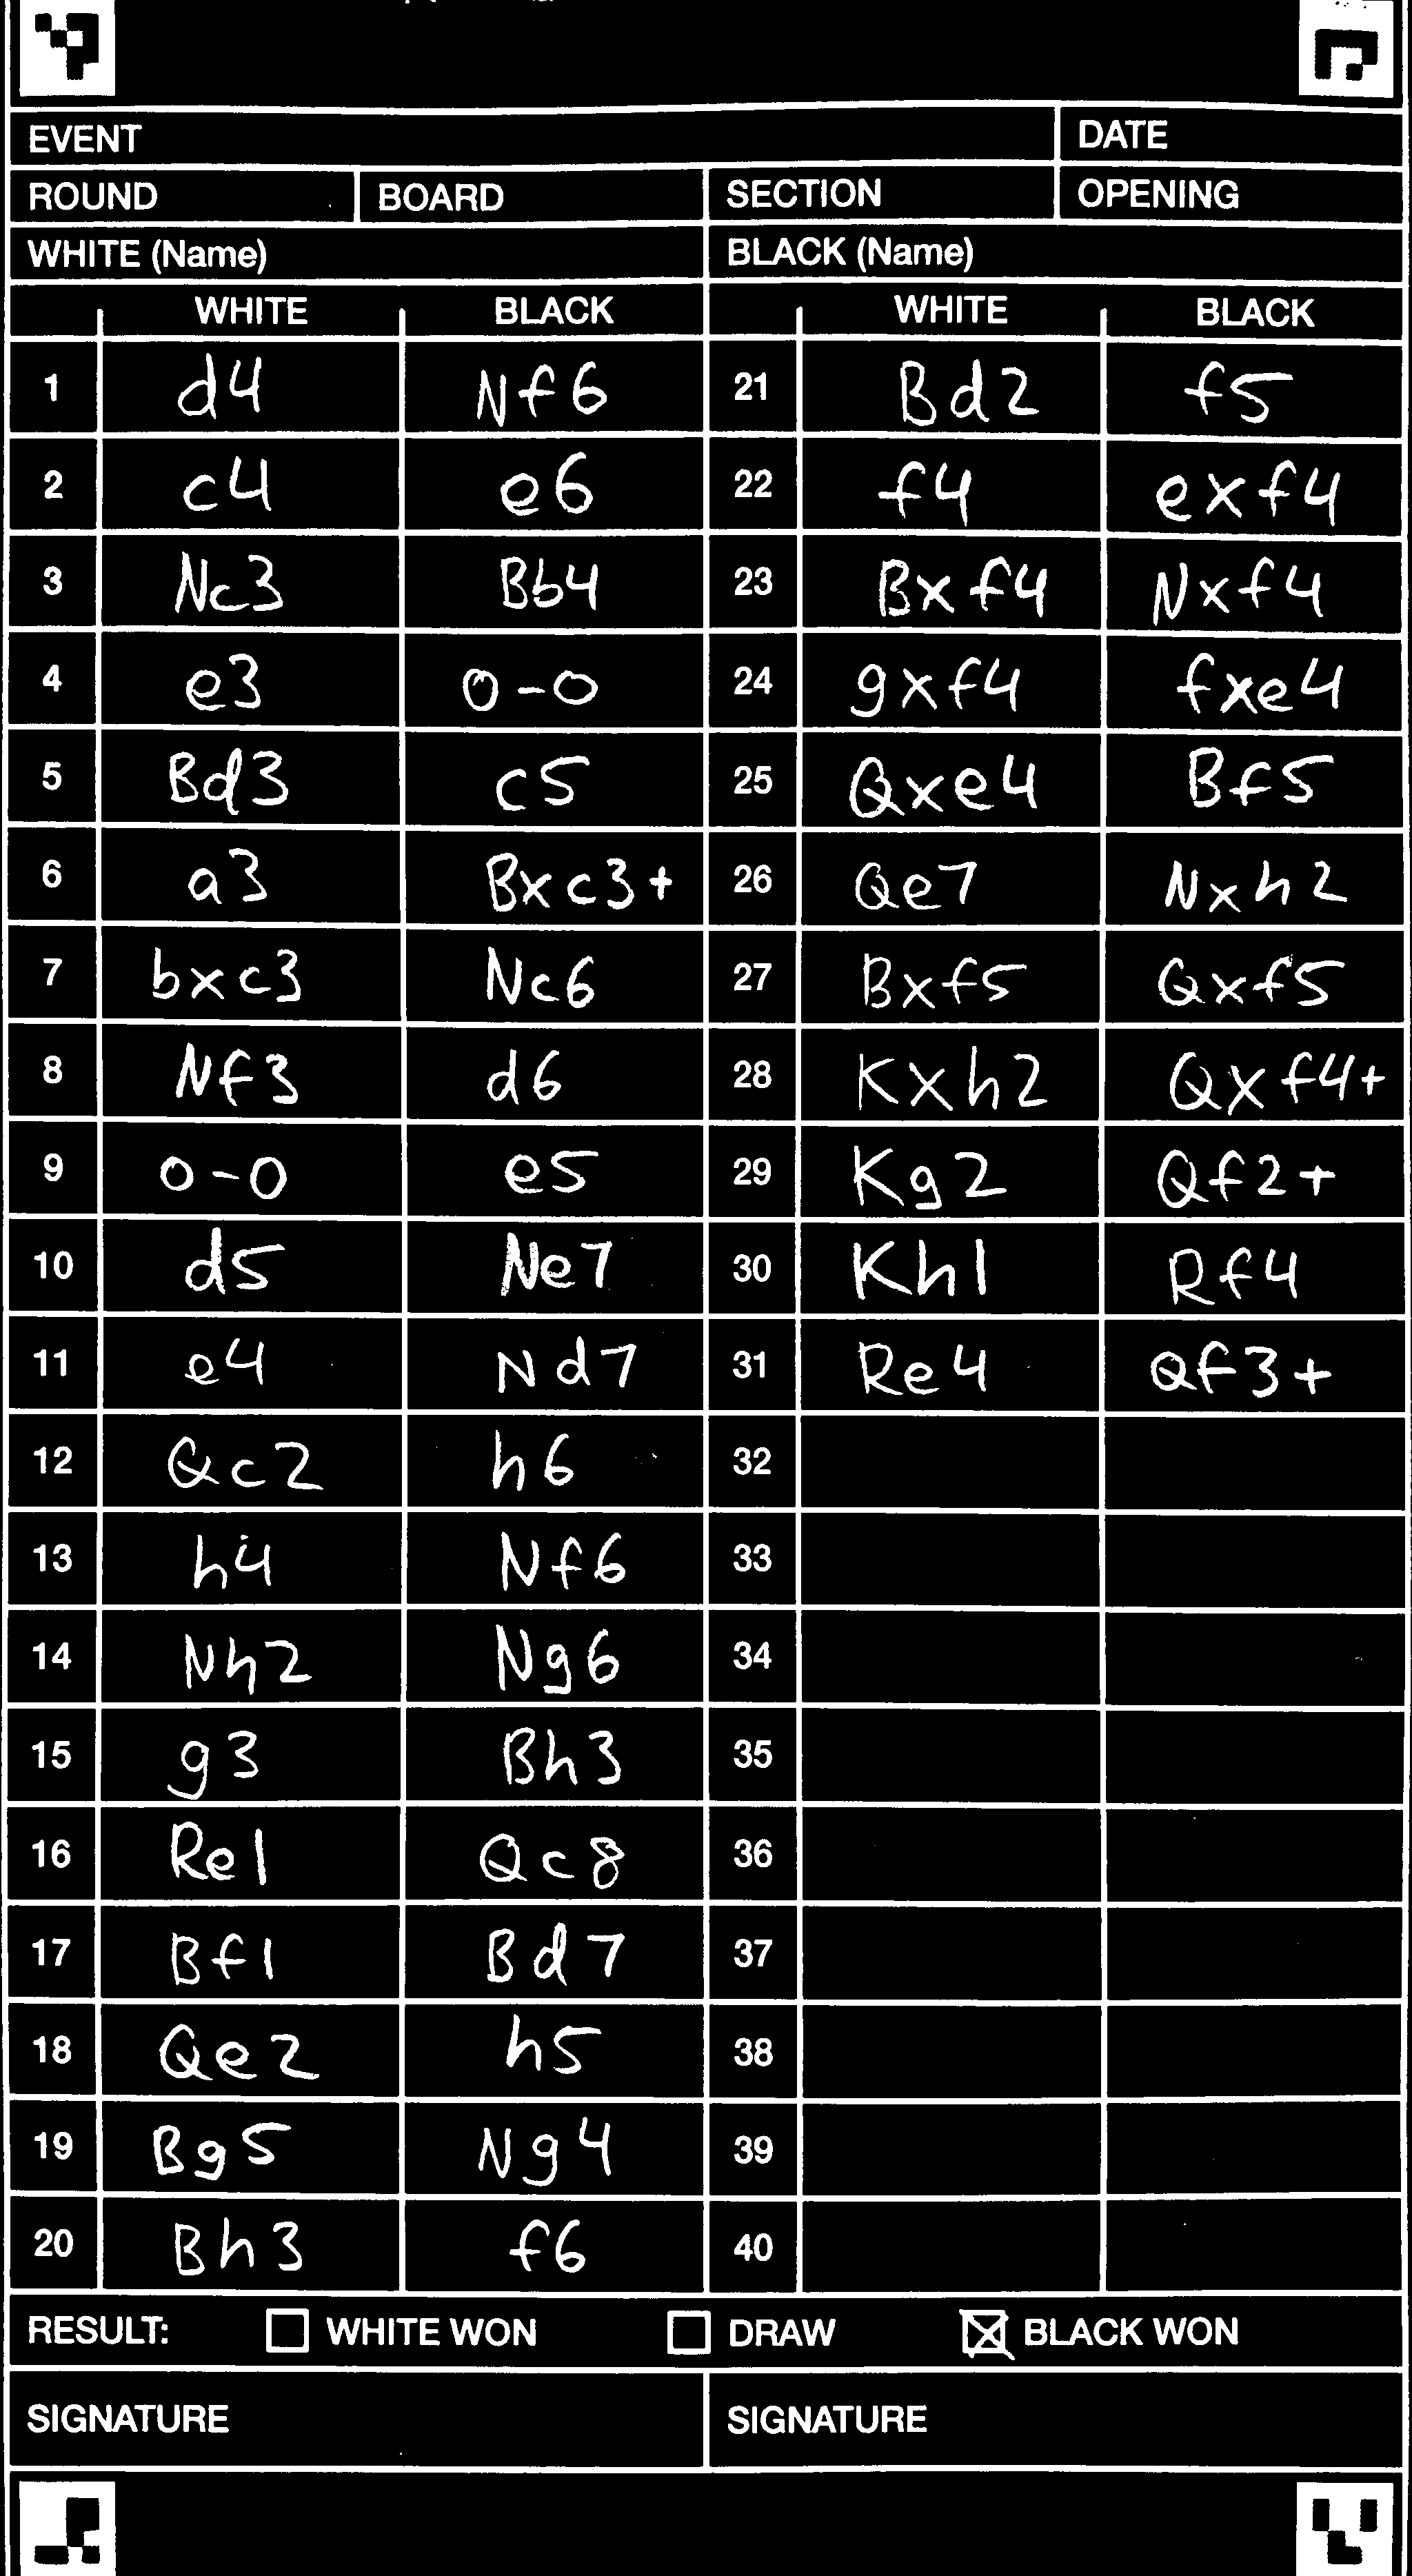 EVENT DATE
ROUND BOARD SECTION OPENING
WHITE (Name) BLACK (Name)
WHITE BLACK WHITE BLACK
1 d4 Nf6 21 Bd2 f5
2 c4 e6 22 f4 exf4
3 Nc3 Bb4 23 Bxf4 Nxf4
4 e3 0-0 24 gxf4 fxe4
5 Bd3 c5 25 Qxe4 Bf5
6 a3 Bxc3+ 26 Qe7 Nxh2
7 bxc3 Nc6 27 Bxf5 Qxf5
8 Nf3 d6 28 Kxh2 Qxf4+
9 0-0 e5 29 Kg2 Qf2+
10 d5 Ne7 30 Kh1 Rf4
11 e4 Nd7 31 Re4 Qf3+
12 Qc2 h6 32
13 h4 Nf6 33
14 Nh2 Ng6 34
15 g3 Bh3 35
16 Re1 Qc8 36
17 Bf1 Bd7 37
18 Qe2 h5 38
19 Bg5 Ng4 39
20 Bh3 f6 40
RESULT: WHITE WON DRAW BLACK WON
SIGNATURE SIGNATURE